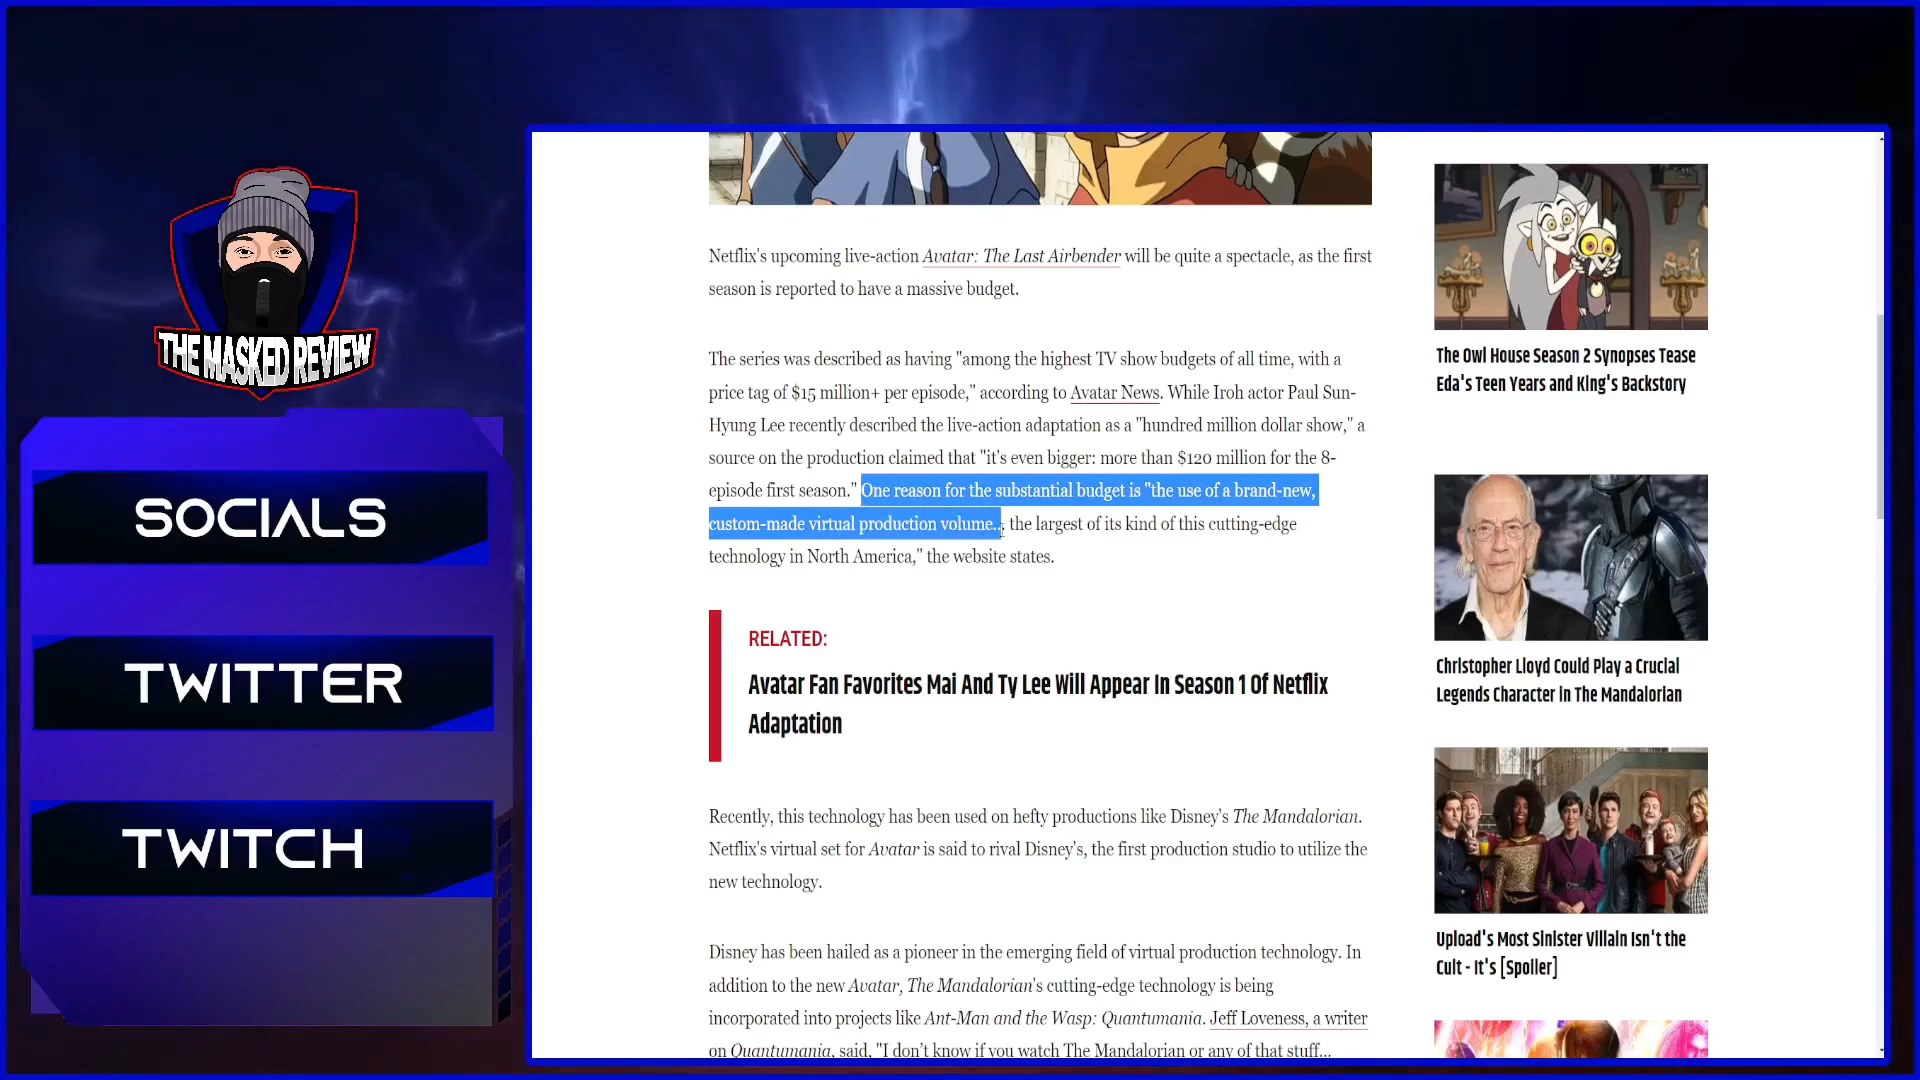 THE MASKED REVIEW
SOCIALS
TWITTER
TWITCH
Netflix's upcoming live-action Avatar: The Last Airbender will be quite a spectacle, as the first
season is reported to have a massive budget.
The series was described as having "among the highest TV show budgets of all time, with a
price tag of $15 million+ per episode," according to Avatar News. While Iroh actor Paul Sun-
Hyung Lee recently described the live-action adaptation as a "hundred million dollar show," a
source on the production claimed that "it's even bigger: more than $120 million for the 8-
episode first season." One reason for the substantial budget is "the use of a brand-new,
custom-made virtual production volume... the largest of its kind of this cutting-edge
technology in North America," the website states.
RELATED:
Avatar Fan Favorites Mai And Ty Lee Will Appear In Season 1 Of Netflix
Adaptation
Recently, this technology has been used on hefty productions like Disney's The Mandalorian.
Netflix's virtual set for Avatar is said to rival Disney's, the first production studio to utilize the
new technology.
Disney has been hailed as a pioneer in the emerging field of virtual production technology. In
addition to the new Avatar, The Mandalorian's cutting-edge technology is being
incorporated into projects like Ant-Man and the Wasp: Quantumania. Jeff Loveness, a writer
on Quantumania, said, "I don't know if you watch The Mandalorian or any of that stuff...
The Owl House Season 2 Synopses Tease
Eda's Teen Years and King's Backstory
Christopher Lloyd Could Play a Crucial
Legends Character in The Mandalorian
Upload's Most Sinister Villain Isn't the
Cult - It's [Spoiler]